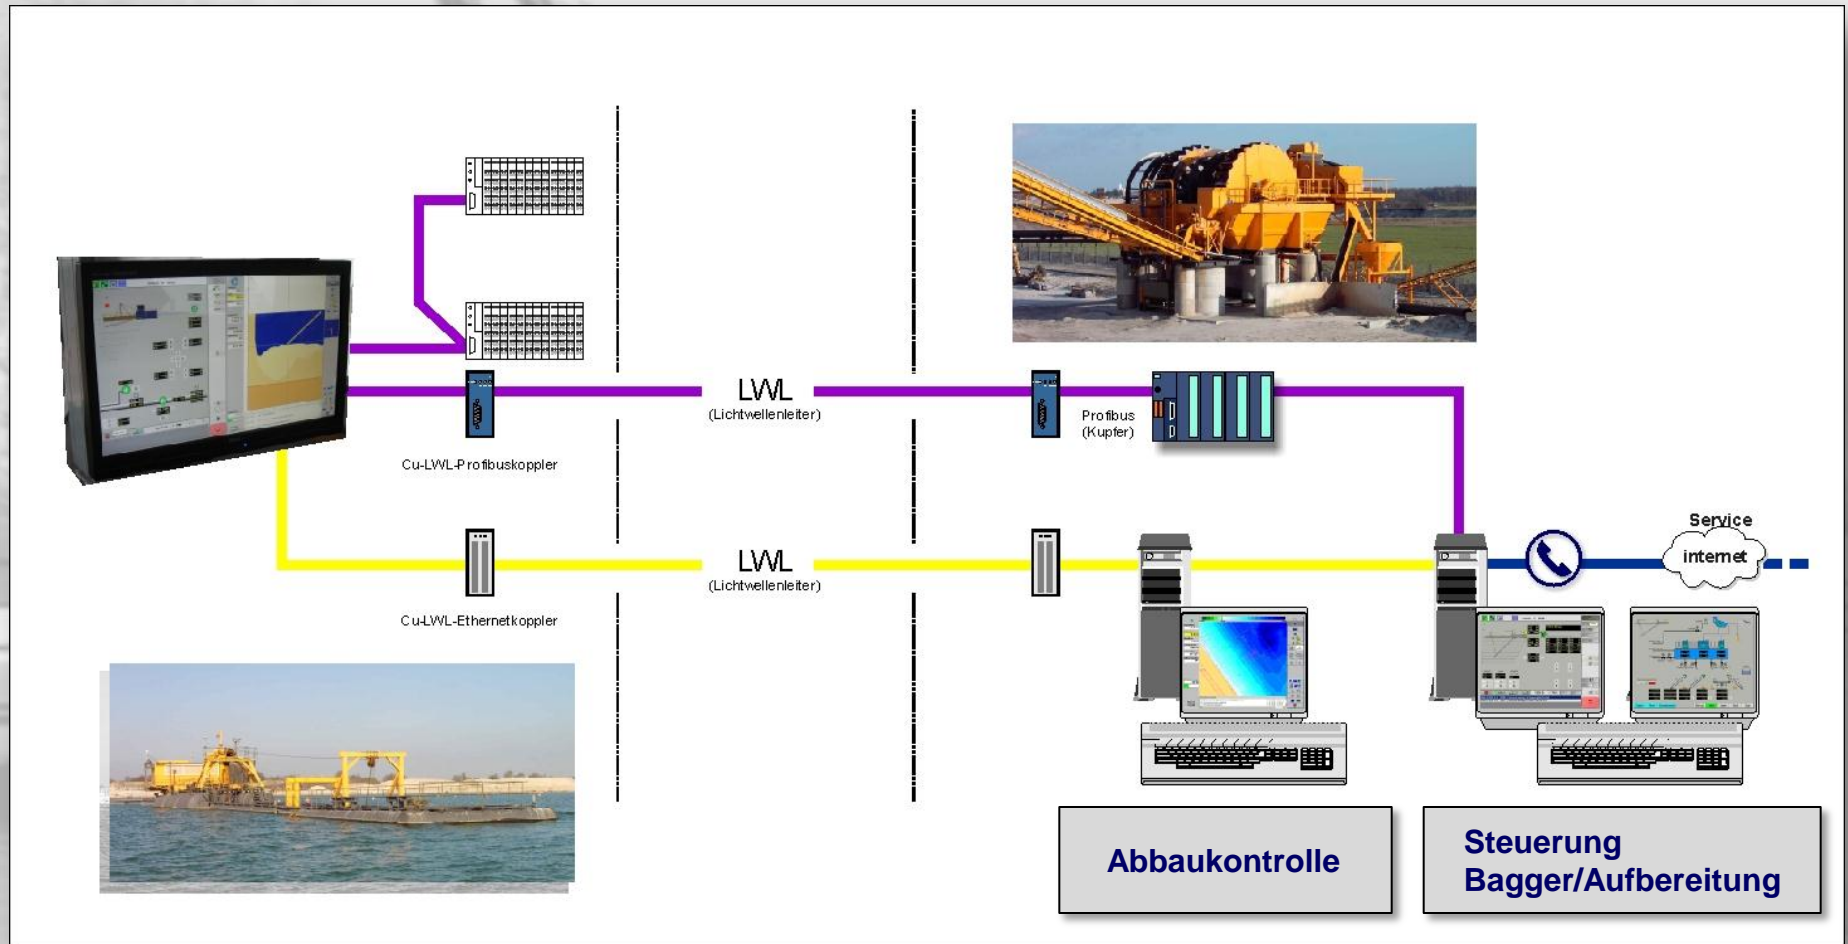 LWL
(Lichtwellenleiter)
Profibus
(Kupfer)
Cu-LWL-Profibuskoppler
LWL
(Lichtwellenleiter)
Cu-LWL-Ethernetkoppler
Service
internet
Abbaukontrolle
Steuerung
Bagger/Aufbereitung